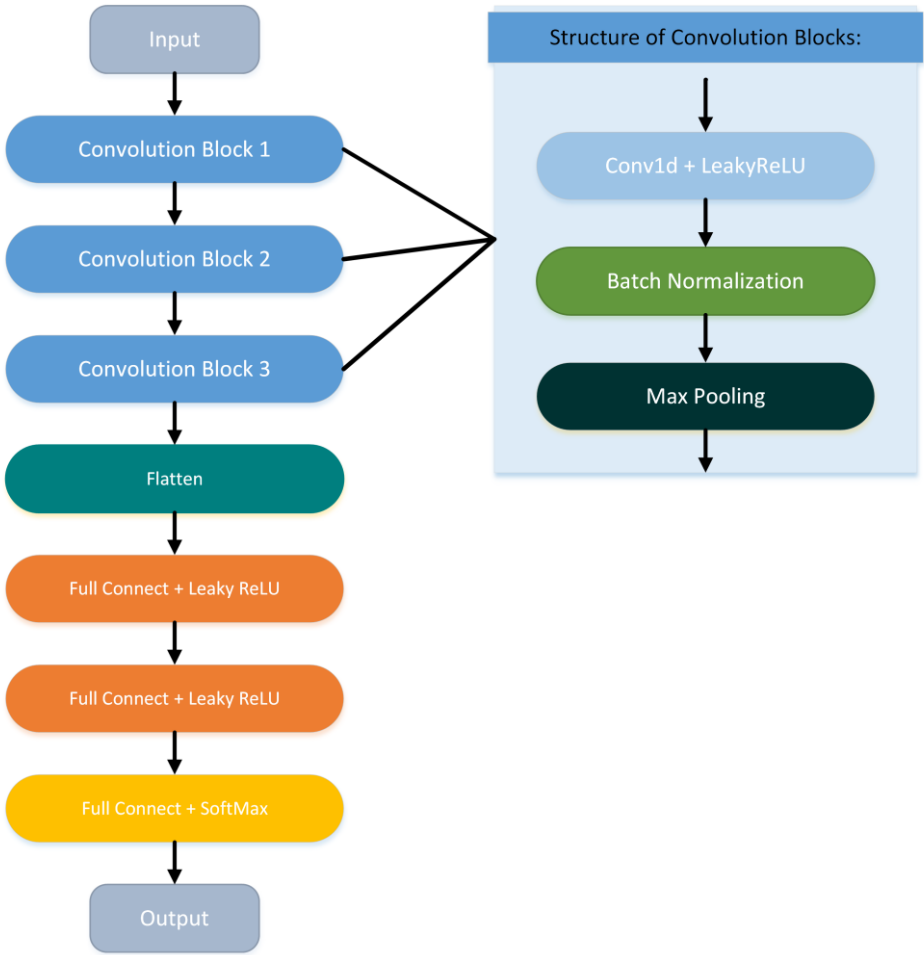 Input
Convolution Block 1
Convolution Block 2
Convolution Block 3
Flatten
Full Connect + Leaky ReLU
Full Connect + Leaky ReLU
Full Connect + SoftMax
Output
Structure of Convolution Blocks:
Conv1d + LeakyReLU
Batch Normalization
Max Pooling